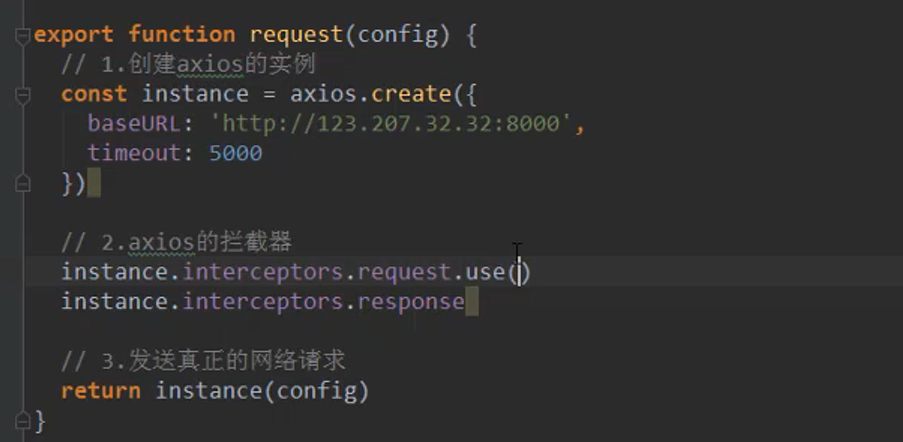 export function request(config) {
// 1.创建axios的实例
const instance = axios.create({
baseURL: 'http://123.207.32.32:8000',
timeout: 5000
})
// 2.axios的拦截器
instance.interceptors.request.use()
instance.interceptors.response
// 3.发送真正的网络请求
return instance(config)
}